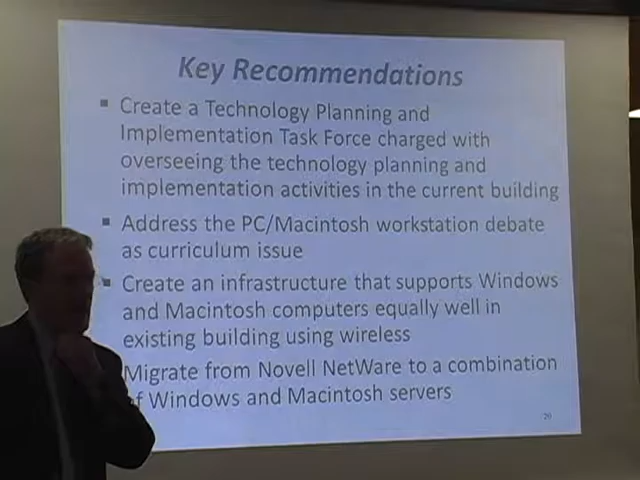 Key Recommendations
▪ Create a Technology Planning and
Implementation Task Force charged with
overseeing the technology planning and
implementation activities in the current building
▪ Address the PC/Macintosh workstation debate
as curriculum issue
▪ Create an infrastructure that supports Windows
and Macintosh computers equally well in
existing building using wireless
Migrate from Novell NetWare to a combination
of Windows and Macintosh servers